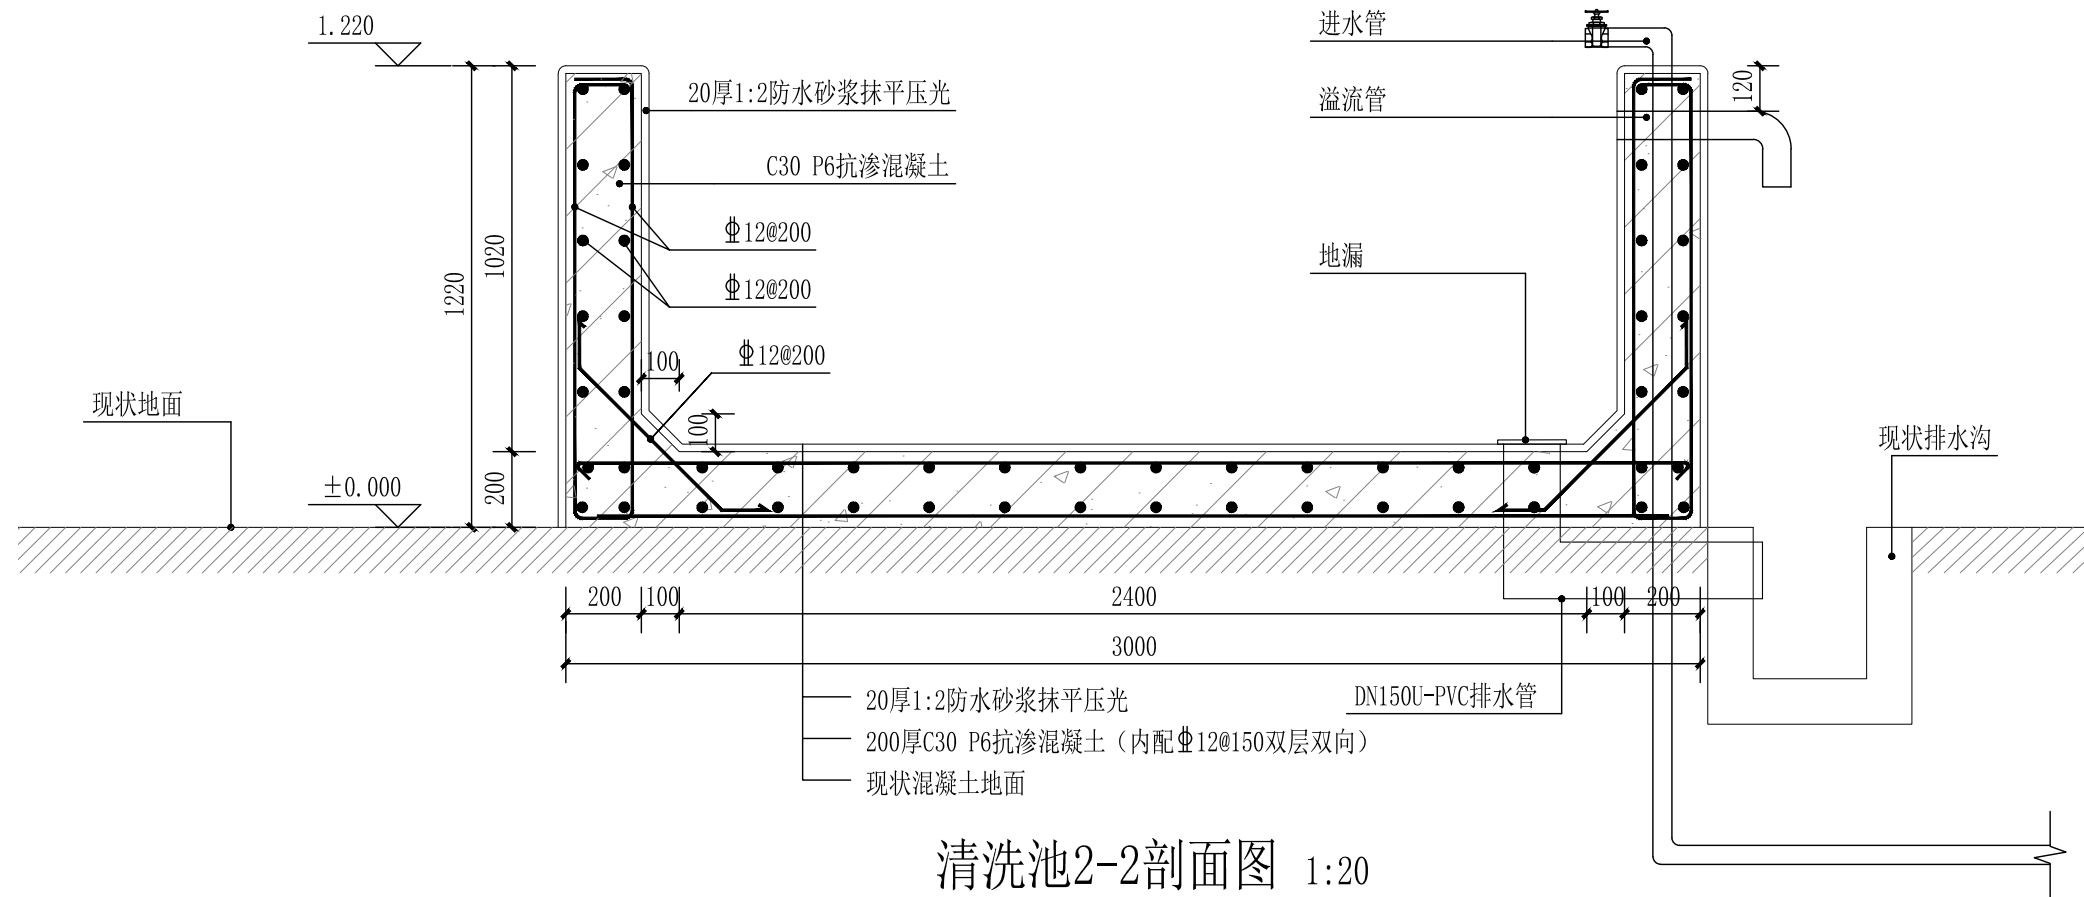 1.220
进水管
20厚1:2防水砂浆抹平压光
120
溢流管
C30 P6抗渗混凝土
⏀12@200
1020
地漏
1220
⏀12@200
100
⏀12@200
现状地面
100
现状排水沟
±0.000
200
200
100
2400
100
200
3000
20厚1:2防水砂浆抹平压光
DN150U-PVC排水管
200厚C30 P6抗渗混凝土（内配⏀12@150双层双向）
现状混凝土地面
清洗池2-2剖面图 1:20